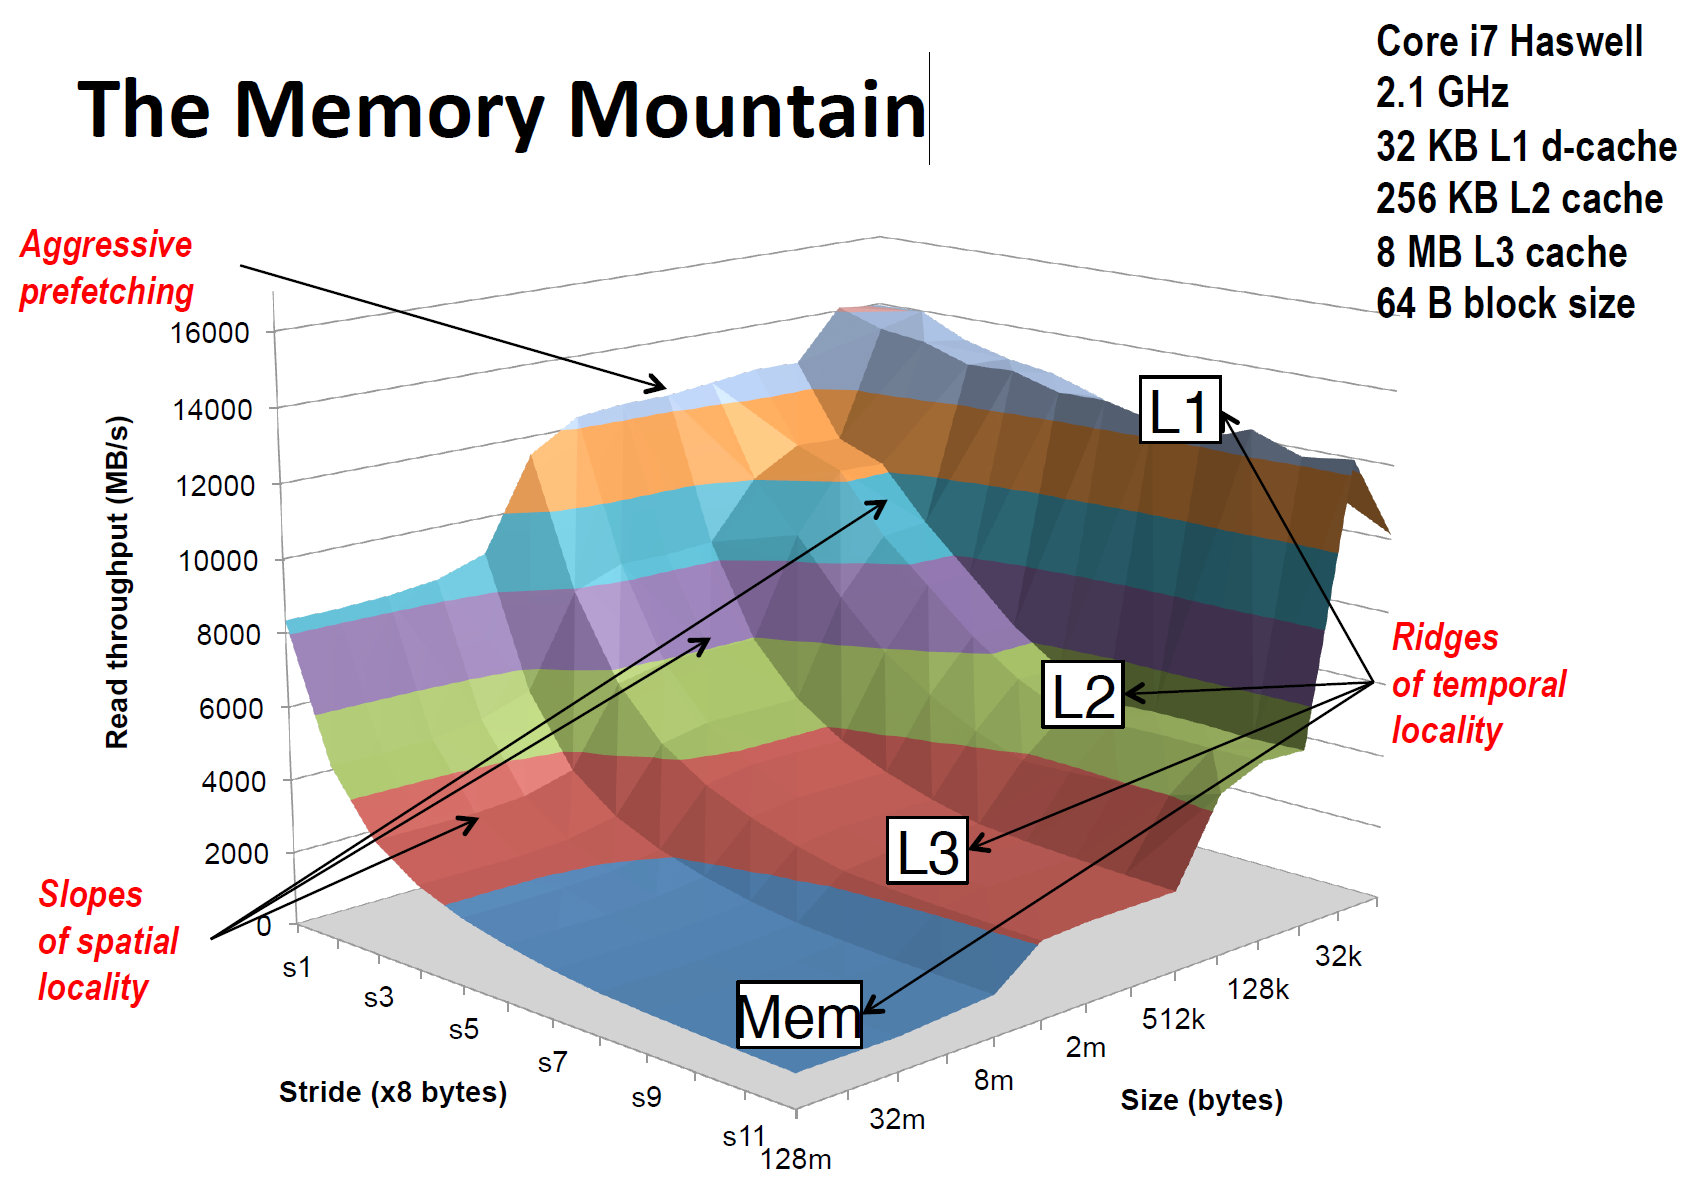 The Memory Mountain
Core i7 Haswell
2.1 GHz
32 KB L1 d-cache
256 KB L2 cache
8 MB L3 cache
64 B block size
Aggressive
prefetching
16000
14000
12000
10000
8000
6000
4000
2000
0
Read throughput (MB/s)
L1
L2
L3
Mem
Ridges
of temporal
locality
Slopes
of spatial
locality
s1
s3
s5
s7
s9
s11
Stride (x8 bytes)
128m
32m
8m
2m
512k
128k
32k
Size (bytes)